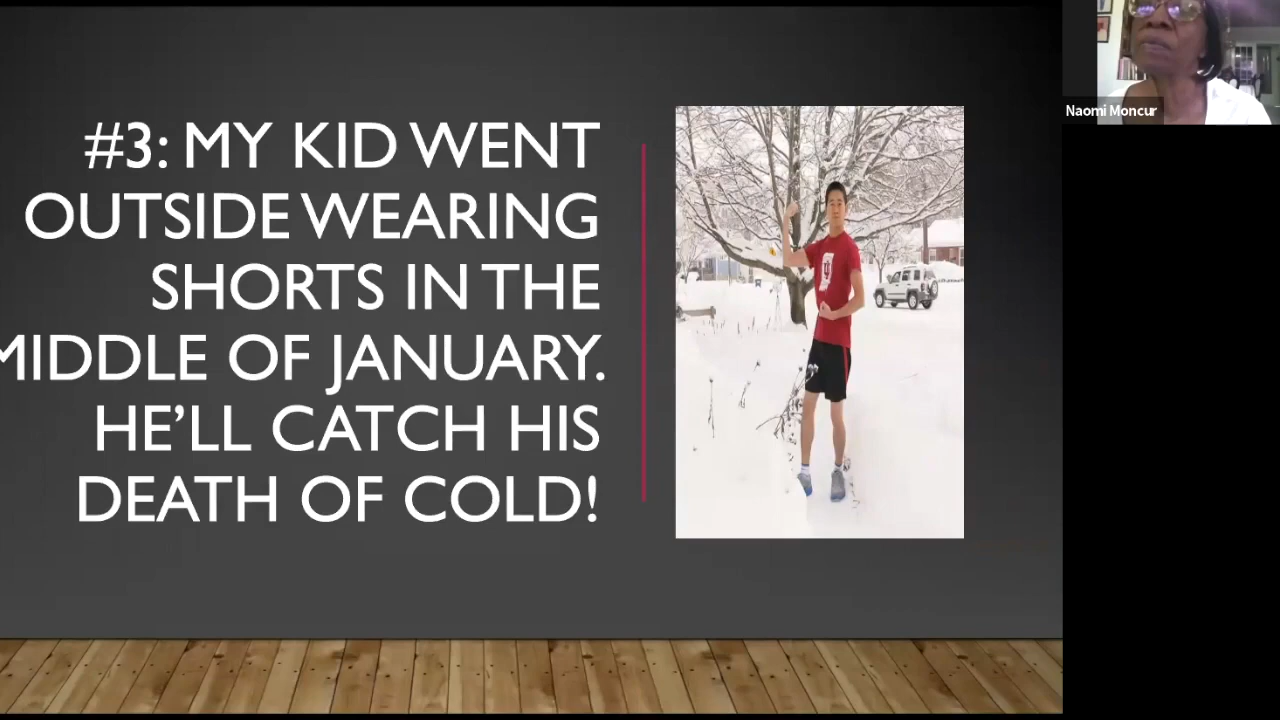 #3: MY KID WENT
OUTSIDE WEARING
SHORTS IN THE
MIDDLE OF JANUARY.
HE'LL CATCH HIS
DEATH OF COLD!
Naomi Moncur